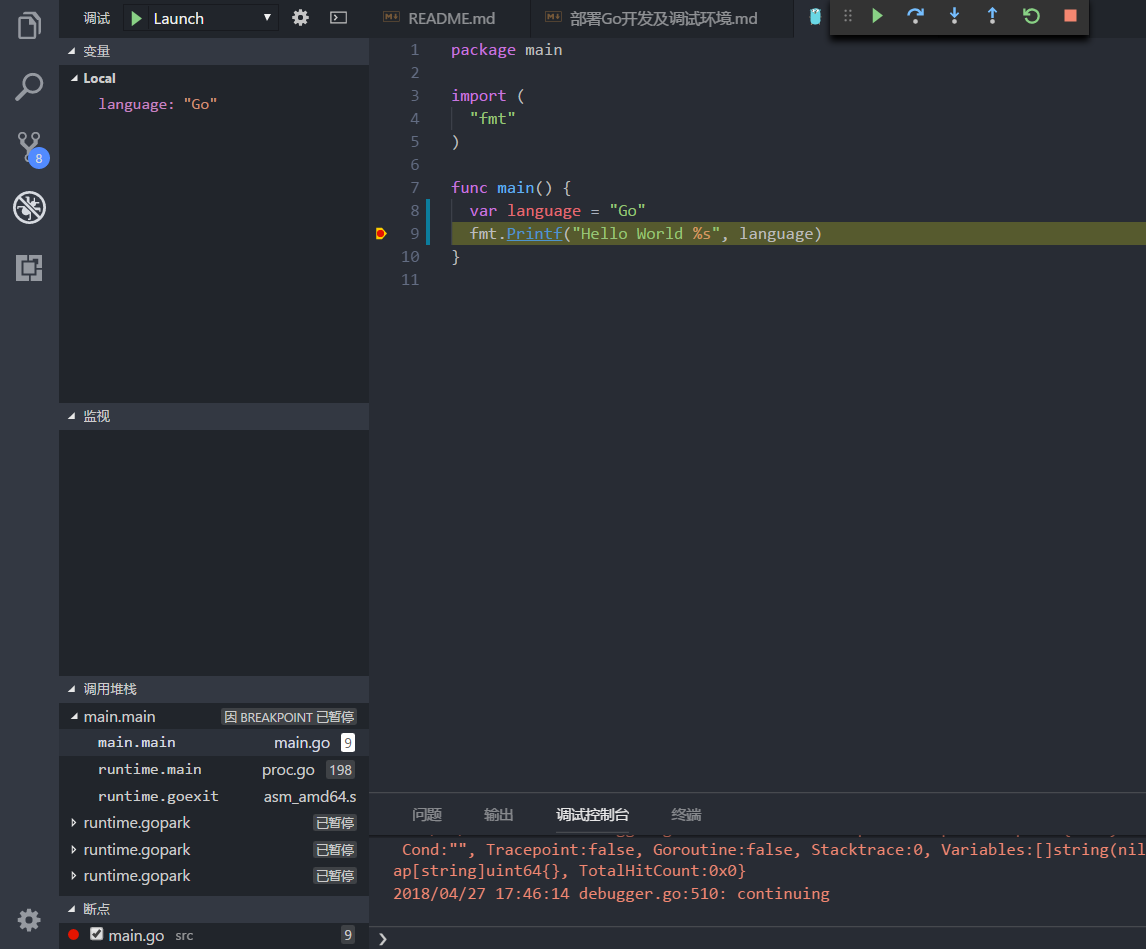 调试 Launch
README.md
部署Go开发及调试环境.md
变量
Local
language: "Go"
8
监视
调用堆栈
main.main 因 BREAKPOINT 已暂停
main.main main.go 9
runtime.main proc.go 198
runtime.goexit asm_amd64.s
runtime.gopark 已暂停
runtime.gopark 已暂停
runtime.gopark 已暂停
断点
main.go src 9
1 package main
2
3 import (
4 "fmt"
5 )
6
7 func main() {
8 var language = "Go"
9 fmt.Printf("Hello World %s", language)
10 }
11
问题 输出 调试控制台 终端
Cond:"", Tracepoint:false, Goroutine:false, Stacktrace:0, Variables:[]string(nil
ap[string]uint64{}, TotalHitCount:0x0}
2018/04/27 17:46:14 debugger.go:510: continuing
❯